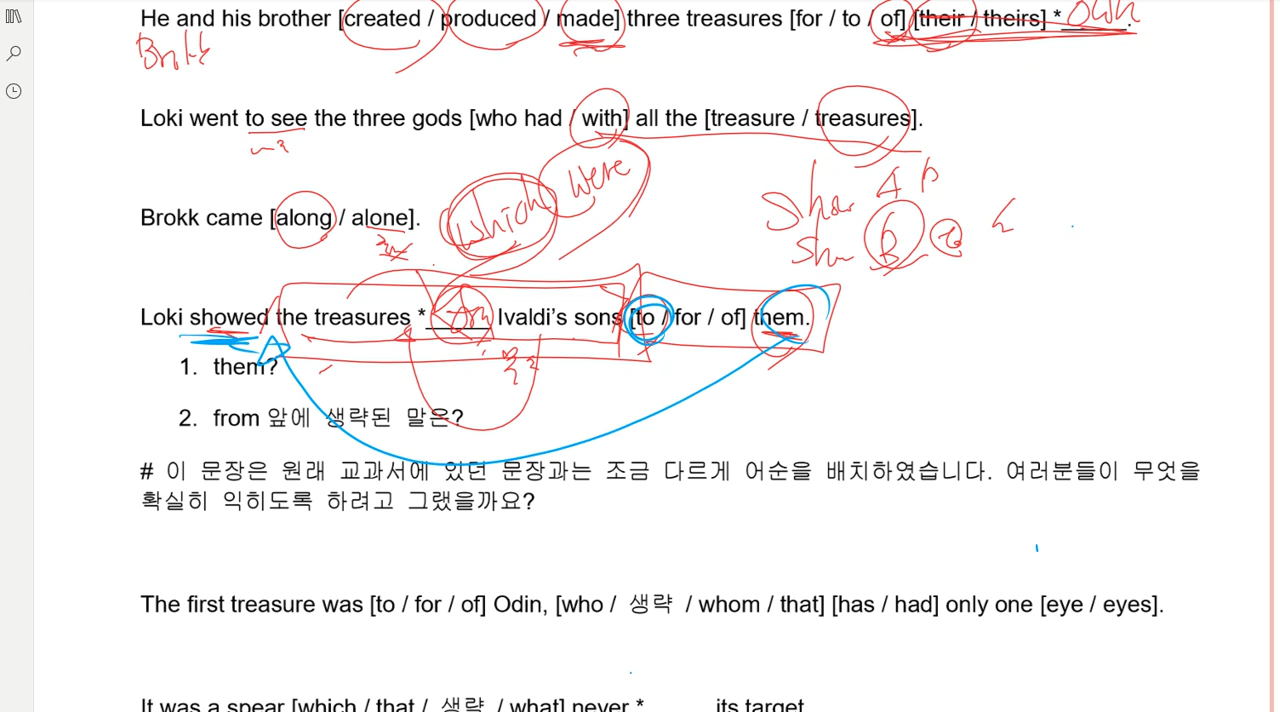 He and his brother [created / produced / made] three treasures [for / to / of] [their / theirs] *own.
Brokk
Loki went to see the three gods [who had / with] all the [treasure / treasures].
which were
Brokk came [along / alone].
Loki showed the treasures *______ Ivaldi's sons [to / for / of] them.
1. them?
2. from 앞에 생략된 말은?
# 이 문장은 원래 교과서에 있던 문장과는 조금 다르게 어순을 배치하였습니다. 여러분들이 무엇을
확실히 익히도록 하려고 그랬을까요?
The first treasure was [to / for / of] Odin, [who / 생략 / whom / that] [has / had] only one [eye / eyes].
It was a spear [which / that / 생략 / what] never *______ its target